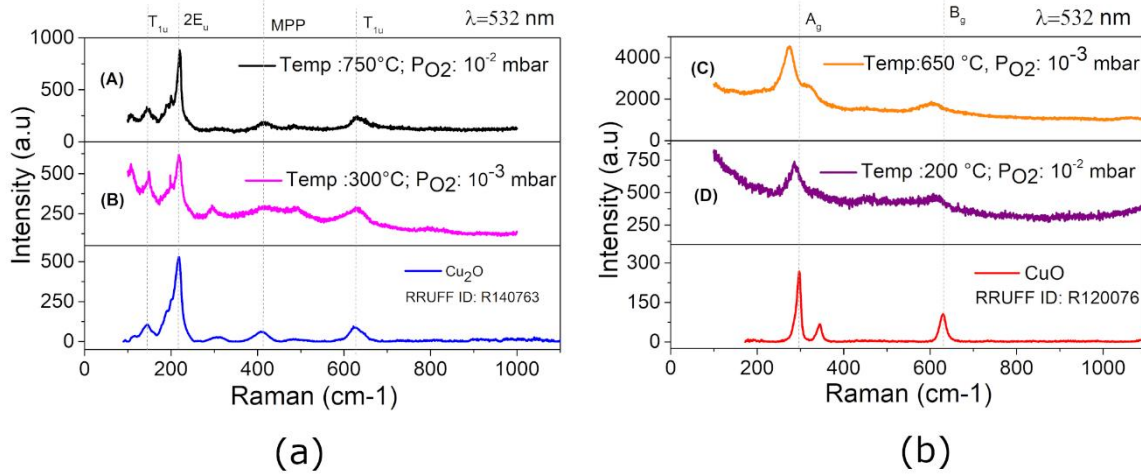 T1u 2Eu MPP T1u λ=532 nm
1000
500
0
(A)
Temp :750°C; PO2: 10-2 mbar
500
250
(B)
Temp :300°C; PO2: 10-3 mbar
500
250
0
Cu2O
RRUFF ID: R140763
Intensity (a.u)
0 200 400 600 800 1000
Raman (cm-1)
(a)
Ag Bg λ=532 nm
4000
2000
0
(C)
Temp:650 °C, PO2: 10-3 mbar
750
500
250
(D)
Temp :200 °C; PO2: 10-2 mbar
300
150
0
CuO
RRUFF ID: R120076
Intensity (a.u)
0 200 400 600 800 1000
Raman (cm-1)
(b)